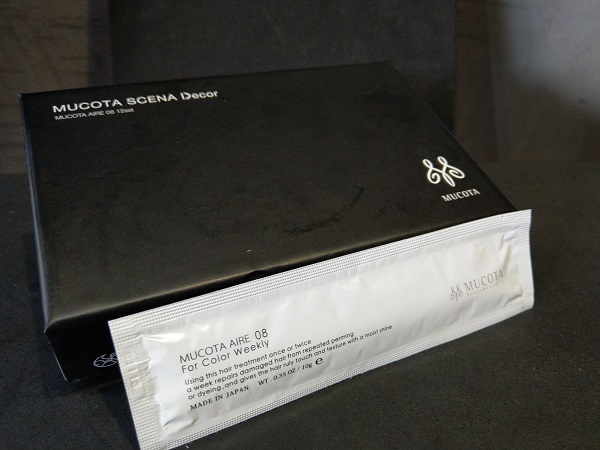 MUCOTA SCENA Decor
MUCOTA AIRE 08 12set
MUCOTA
MUCOTA
MUCOTA AIRE 08
For Color Weekly
Using this hair treatment once or twice
a week repairs damaged hair from repeated perming
or dyeing, and gives the hair ruly touch and texture with a moist shine
MADE IN JAPAN WT. 0.35 OZ / 10g ℮